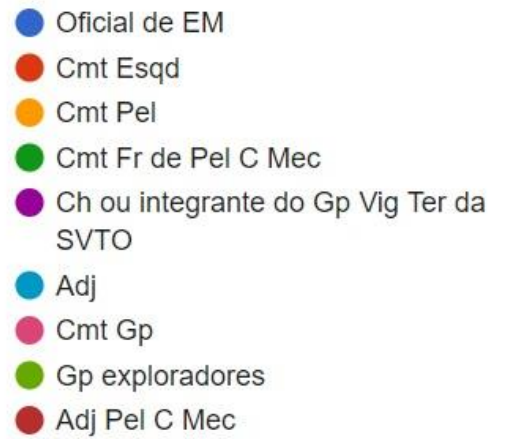 Oficial de EM
Cmt Esqd
Cmt Pel
Cmt Fr de Pel C Mec
Ch ou integrante do Gp Vig Ter da
SVTO
Adj
Cmt Gp
Gp exploradores
Adj Pel C Mec